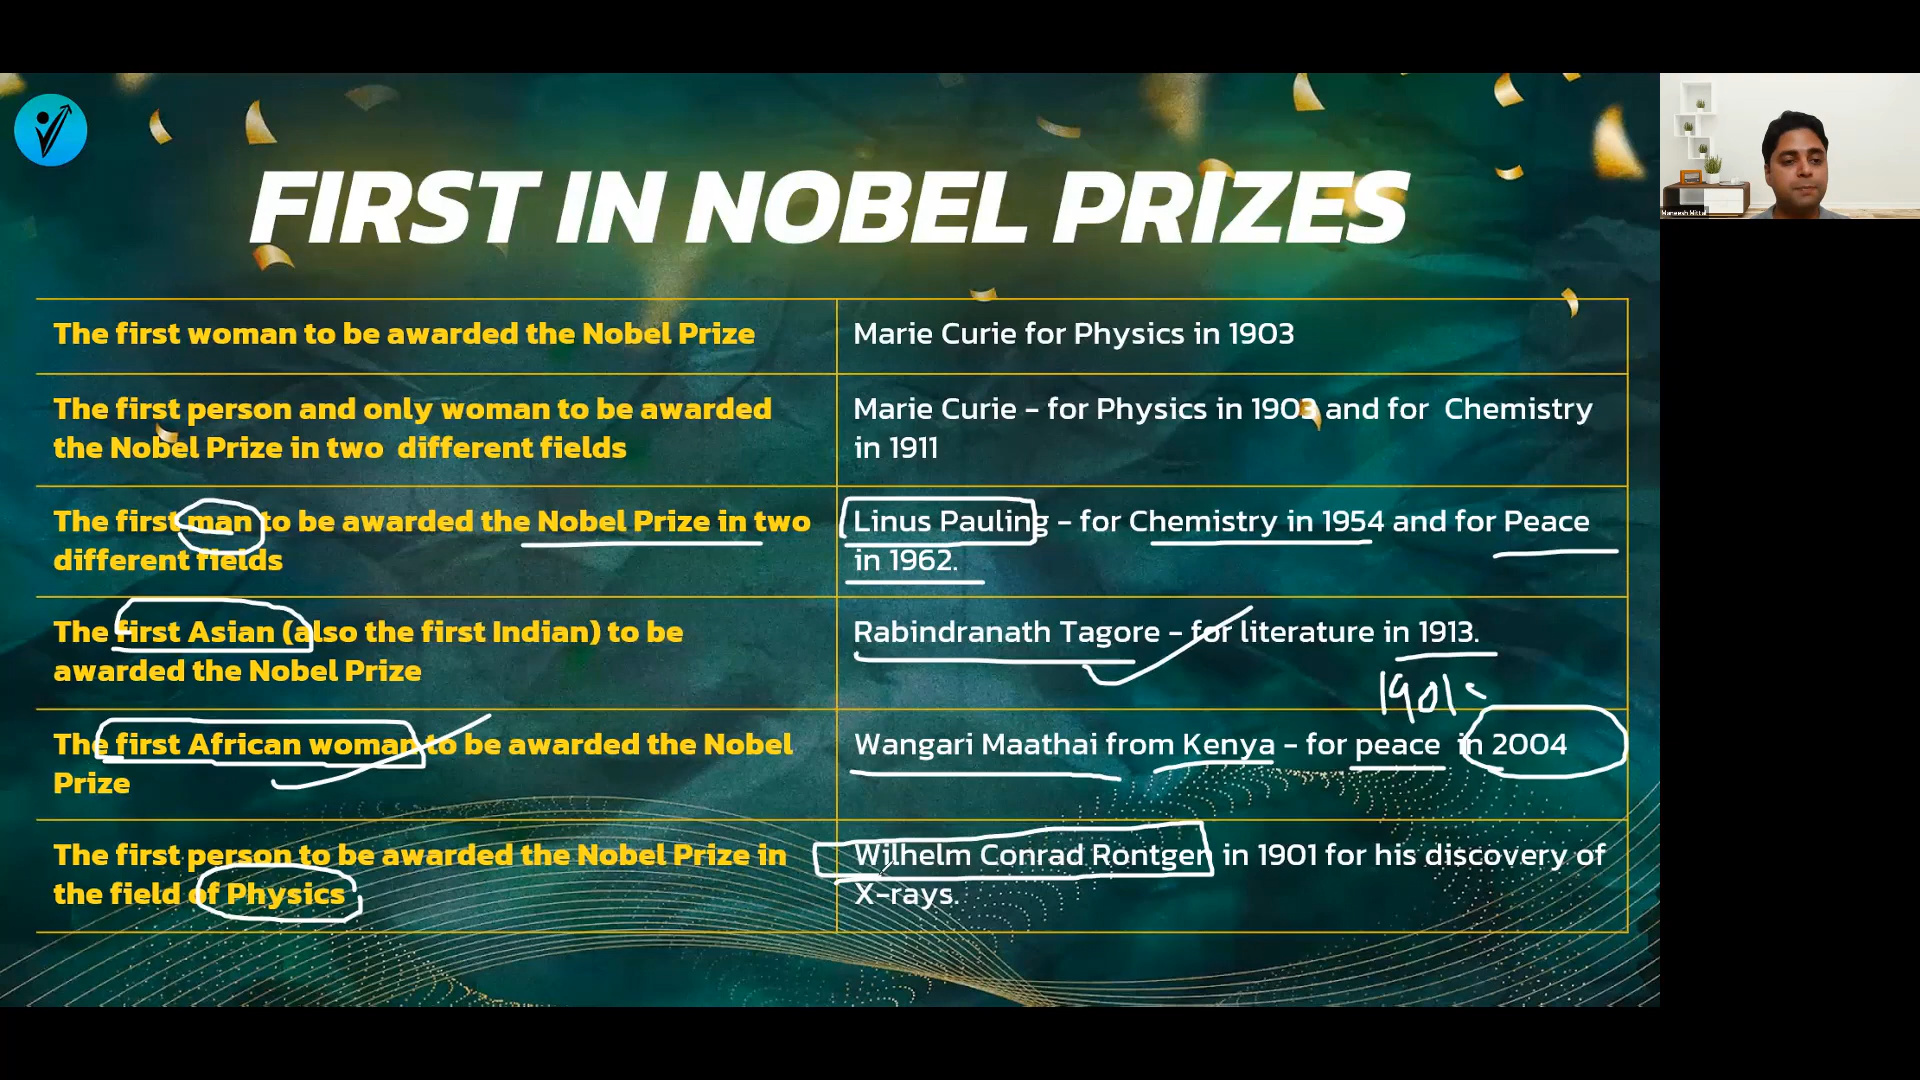 FIRST IN NOBEL PRIZES
The first woman to be awarded the Nobel Prize
Marie Curie for Physics in 1903
The first person and only woman to be awarded
the Nobel Prize in two different fields
Marie Curie - for Physics in 1903 and for Chemistry
in 1911
The first man to be awarded the Nobel Prize in two
different fields
Linus Pauling - for Chemistry in 1954 and for Peace
in 1962.
The first Asian (also the first Indian) to be
awarded the Nobel Prize
Rabindranath Tagore - for literature in 1913.
1901
The first African woman to be awarded the Nobel
Prize
Wangari Maathai from Kenya - for peace in 2004
The first person to be awarded the Nobel Prize in
the field of Physics
Wilhelm Conrad Rontgen in 1901 for his discovery of
X-rays.
Maneesh Mittal